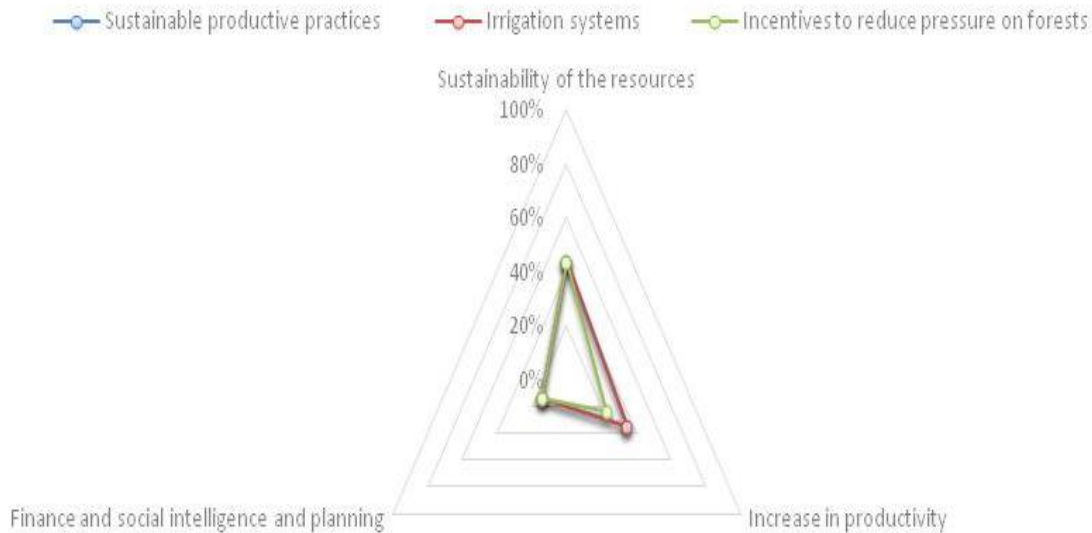 Sustainable productive practices
Irrigation systems
Incentives to reduce pressure on forests
Sustainability of the resources
100%
80%
60%
40%
20%
0%
Finance and social intelligence and planning
Increase in productivity